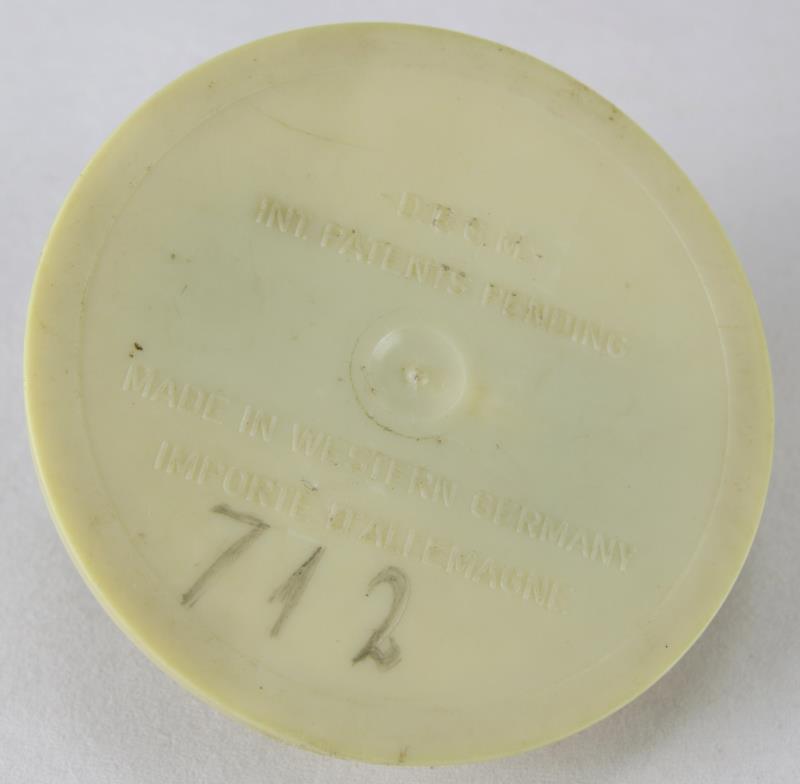 D.B.G.M.
INT. PATENTS PENDING
MADE IN WESTERN GERMANY
IMPORTE D'ALLEMAGNE
712